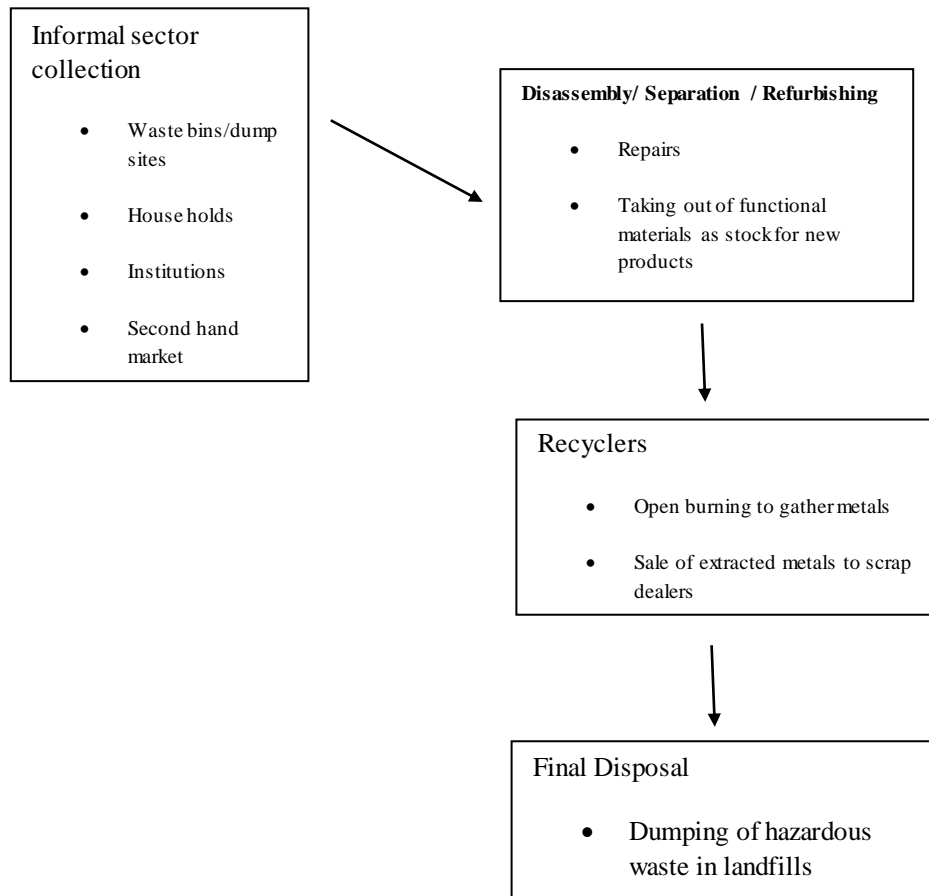 Informal sector
collection
• Waste bins/dump
sites
• House holds
• Institutions
• Second hand
market
Disassembly/ Separation / Refurbishing
• Repairs
• Taking out of functional
materials as stock for new
products
Recyclers
• Open burning to gather metals
• Sale of extracted metals to scrap
dealers
Final Disposal
• Dumping of hazardous
waste in landfills